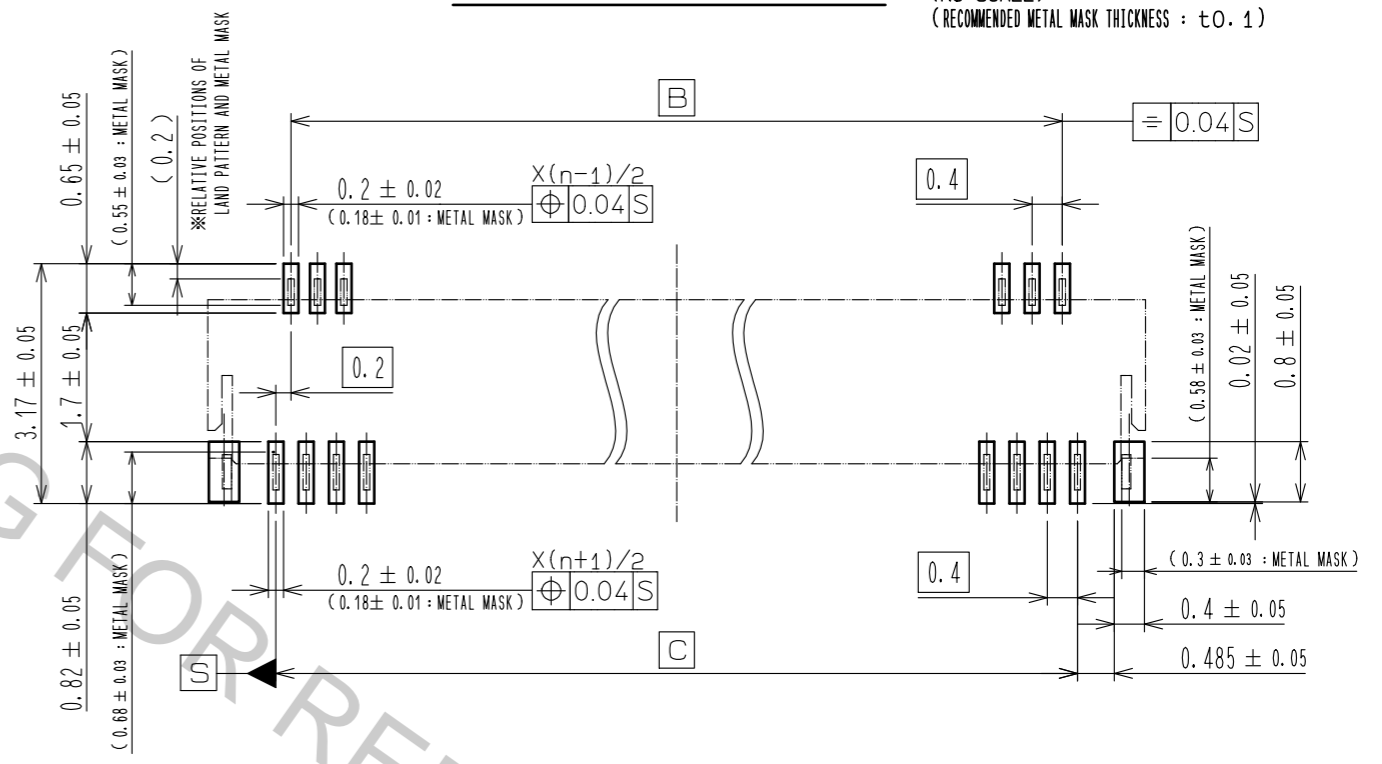 (RECOMMENDED METAL MASK THICKNESS : t0.1)
0.65 ± 0.05
(0.55 ± 0.03 : METAL MASK)
(0.2)
※RELATIVE POSITIONS OF
LAND PATTERN AND METAL MASK
B
⌯ 0.04 S
0.2 ± 0.02
(0.18± 0.01 : METAL MASK)
X(n-1)/2
⌖ 0.04 S
0.4
3.17 ± 0.05
1.7 ± 0.05
0.2
(0.58 ± 0.03 : METAL MASK)
0.02 ± 0.05
0.8 ± 0.05
0.82 ± 0.05
(0.68 ± 0.03 : METAL MASK)
0.2 ± 0.02
(0.18± 0.01 : METAL MASK)
X(n+1)/2
⌖ 0.04 S
0.4
(0.3 ± 0.03 : METAL MASK)
0.4 ± 0.05
0.485 ± 0.05
S
C
G FOR REF